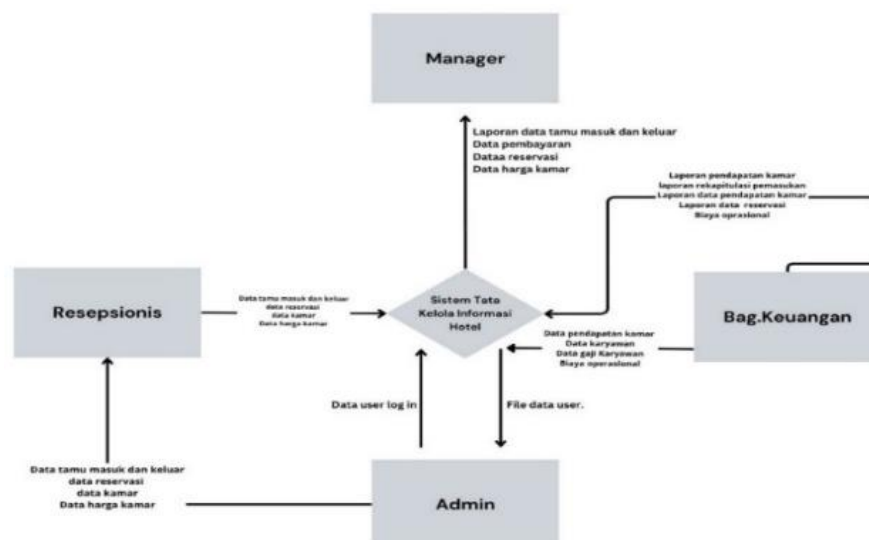 Manager
Laporan data tamu masuk dan keluar
Data pembayaran
Dataa reservasi
Data harga kamar
Laporan pendapatan kamar
laporan rekapitulasi pemasukan
Laporan data pendapatan kamar
Laporan data reservasi
Biaya oprasional
Resepsionis
Data tamu masuk dan keluar
data reservasi
data kamar
Data harga kamar
Sistem Tata
Kelola Informasi
Hotel
Bag.Keuangan
Data pendapatan kamar
Data karyaman
Data gaji Karyawan
Biaya operasional
Data user log in
File data user.
Data tamu masuk dan keluar
data reservasi
data kamar
Data harga kamar
Admin